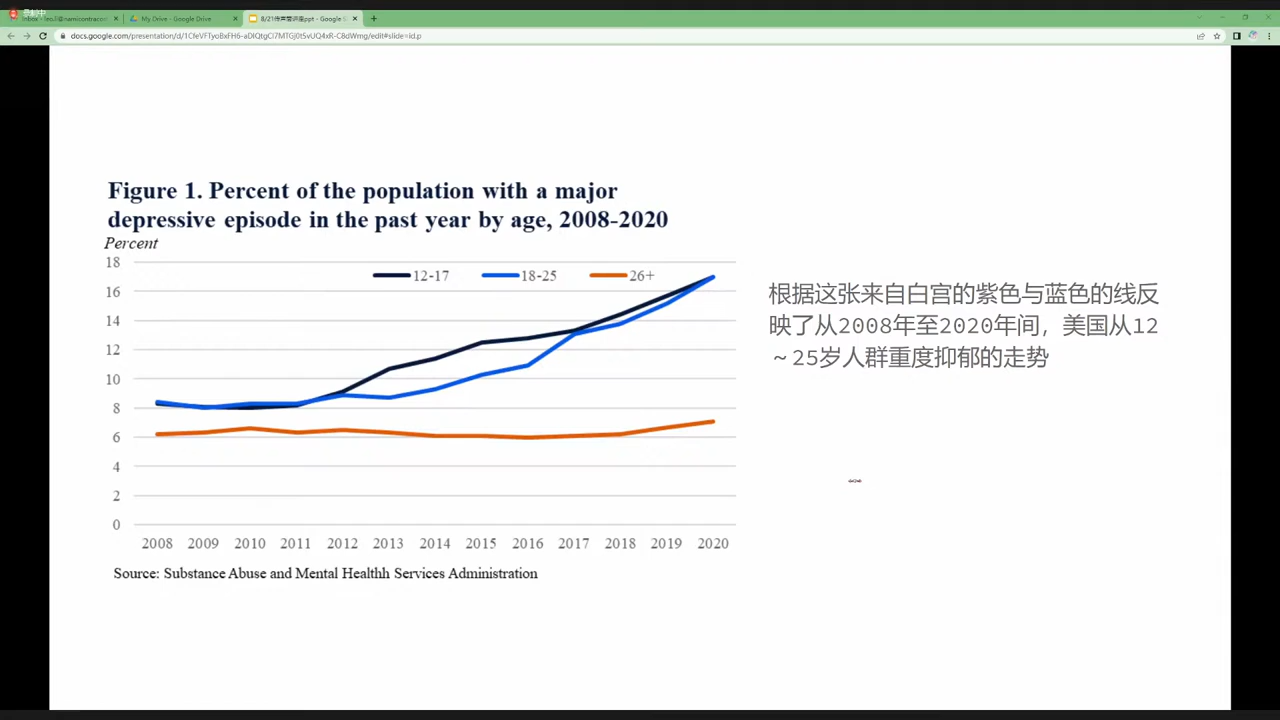 My Drive - Google Drive
docs.google.com/presentation/d/1CfeVFTyoBxFH6-aDIQtgCl7MTGJ0tSvUQ4xR-C8dWmg/edit#slide=id.p
Figure 1. Percent of the population with a major
depressive episode in the past year by age, 2008-2020
Percent
12-17 18-25 26+
18
16
14
12
10
8
6
4
2
0
2008 2009 2010 2011 2012 2013 2014 2015 2016 2017 2018 2019 2020
Source: Substance Abuse and Mental Healthh Services Administration
根据这张来自白宫的紫色与蓝色的线反
映了从2008年至2020年间，美国从12
～25岁人群重度抑郁的走势